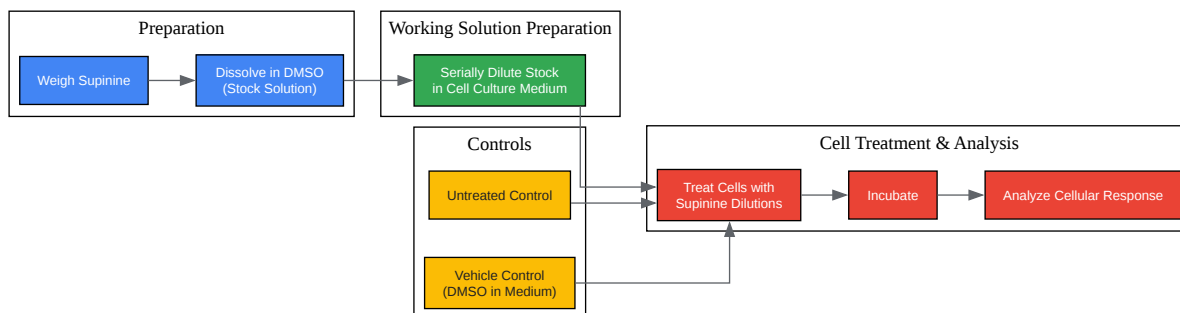 Preparation
Weigh Supinine
Dissolve in DMSO
(Stock Solution)
Working Solution Preparation
Serially Dilute Stock
in Cell Culture Medium
Controls
Untreated Control
Vehicle Control
(DMSO in Medium)
Cell Treatment & Analysis
Treat Cells with
Supinine Dilutions
Incubate
Analyze Cellular Response